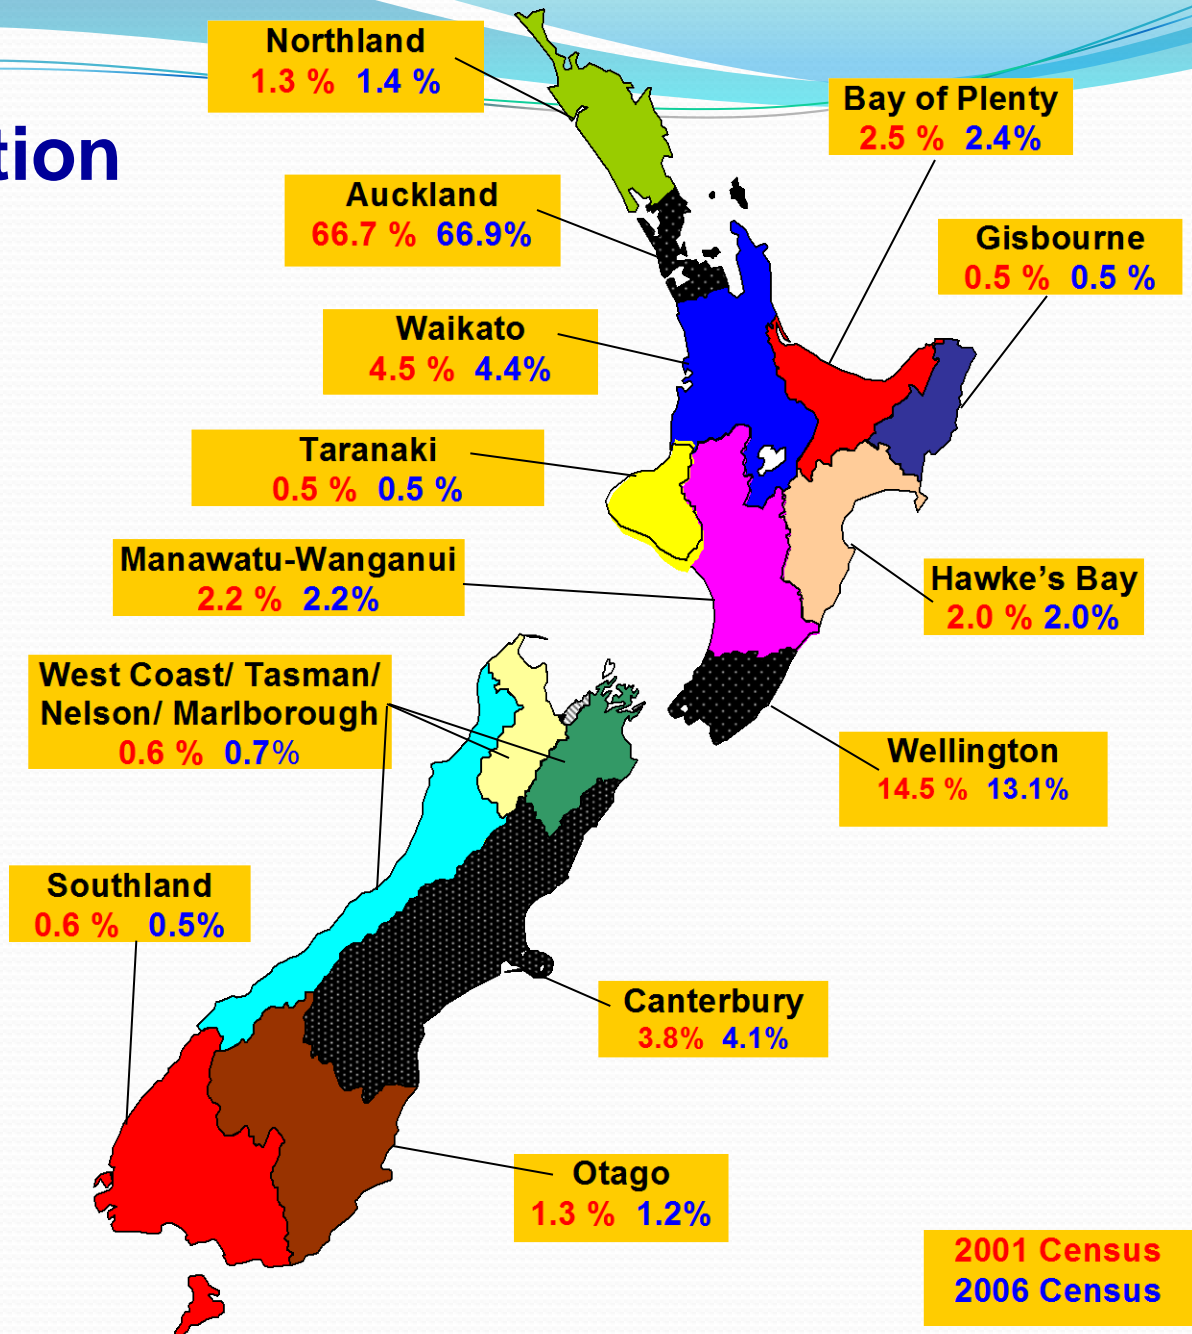 Northland
1.3 % 1.4 %
Bay of Plenty
2.5 % 2.4%
tion
Auckland
66.7 % 66.9%
Gisbourne
0.5 % 0.5 %
Waikato
4.5 % 4.4%
Taranaki
0.5 % 0.5 %
Manawatu-Wanganui
2.2 % 2.2%
Hawke's Bay
2.0 % 2.0%
West Coast/ Tasman/
Nelson/ Marlborough
0.6 % 0.7%
Wellington
14.5 % 13.1%
Southland
0.6 % 0.5%
Canterbury
3.8% 4.1%
Otago
1.3 % 1.2%
2001 Census
2006 Census